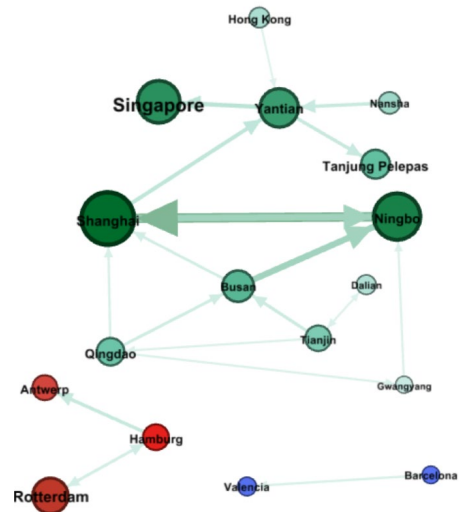 Hong Kong
Singapore
Yantian
Nansha
Tanjung Pelepas
Shanghai
Ningbo
Busan
Dalian
Tianjin
Qingdao
Gwangyang
Antwerp
Hamburg
Rotterdam
Valencia
Barcelona